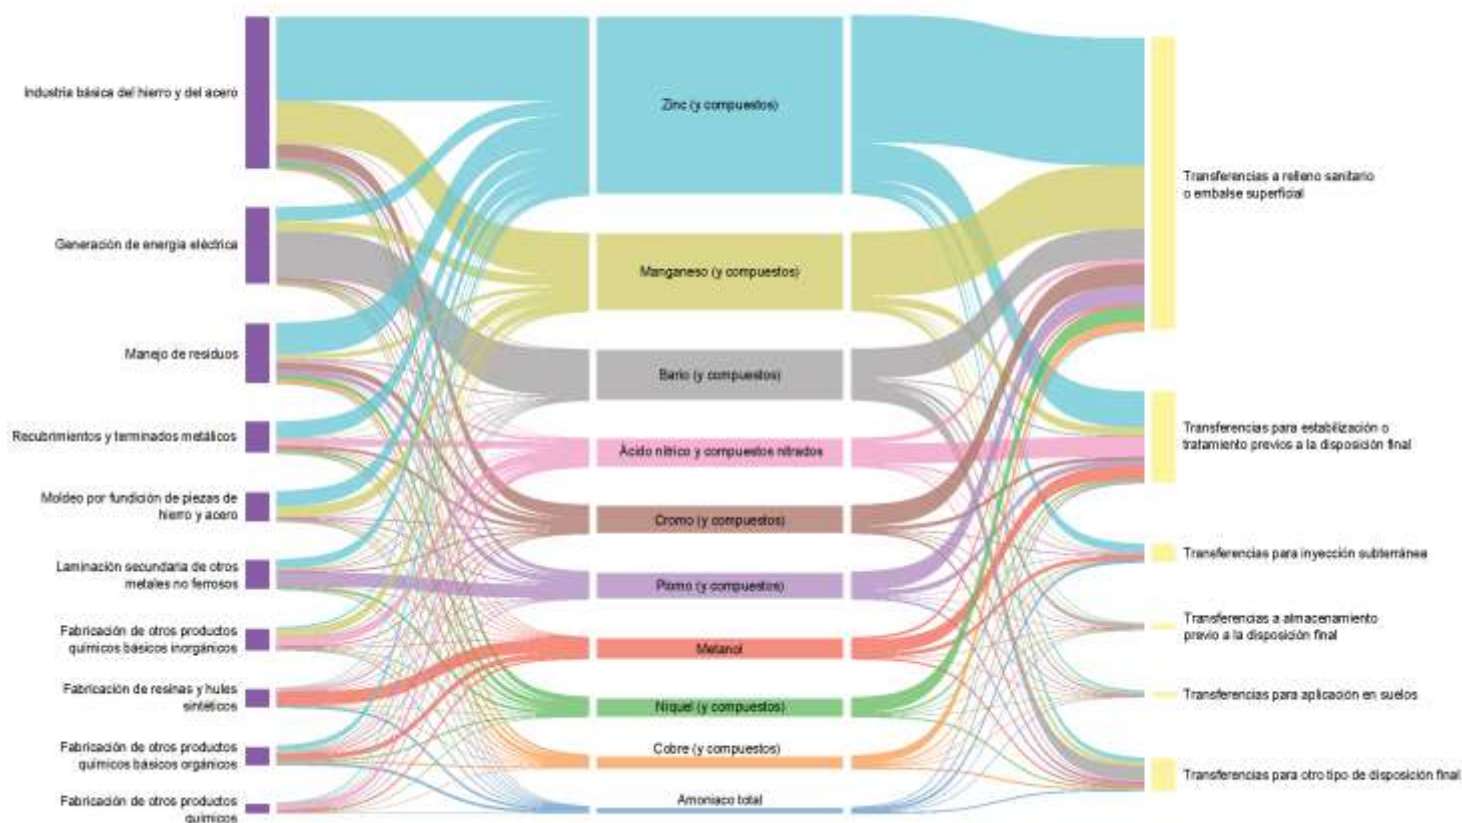 Industria básica del hierro y del acero
Generación de energía eléctrica
Manejo de residuos
Recubrimientos y terminados metálicos
Moldeo por fundición de piezas de
hierro y acero
Laminación secundaria de otros
metales no ferrosos
Fabricación de otros productos
químicos básicos inorgánicos
Fabricación de resinas y hules
sintéticos
Fabricación de otros productos
químicos básicos orgánicos
Fabricación de otros productos
químicos
Zinc (y compuestos)
Manganeso (y compuestos)
Bario (y compuestos)
Ácido nítrico y compuestos nitrados
Cromo (y compuestos)
Plomo (y compuestos)
Metanol
Níquel (y compuestos)
Cobre (y compuestos)
Amoniaco total
Transferencias a relleno sanitario
o embalse superficial
Transferencias para estabilización o
tratamiento previos a la disposición final
Transferencias para inyección subterránea
Transferencias a almacenamiento
previo a la disposición final
Transferencias para aplicación en suelos
Transferencias para otro tipo de disposición final